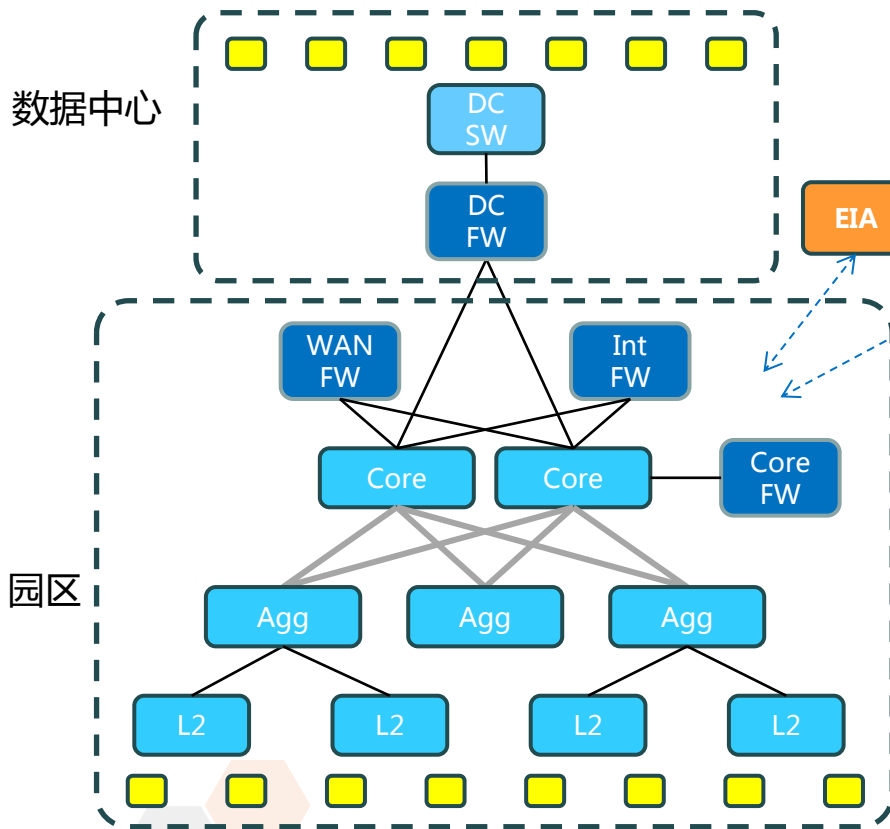 数据中心
DC
SW
DC
FW
EIA
WAN
FW
Int
FW
Core
Core
Core
FW
园区
Agg
Agg
Agg
L2
L2
L2
L2